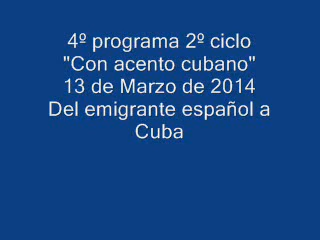 4º programa 2º ciclo
"Con acento cubano"
13 de Marzo de 2014
Del emigrante español a
Cuba